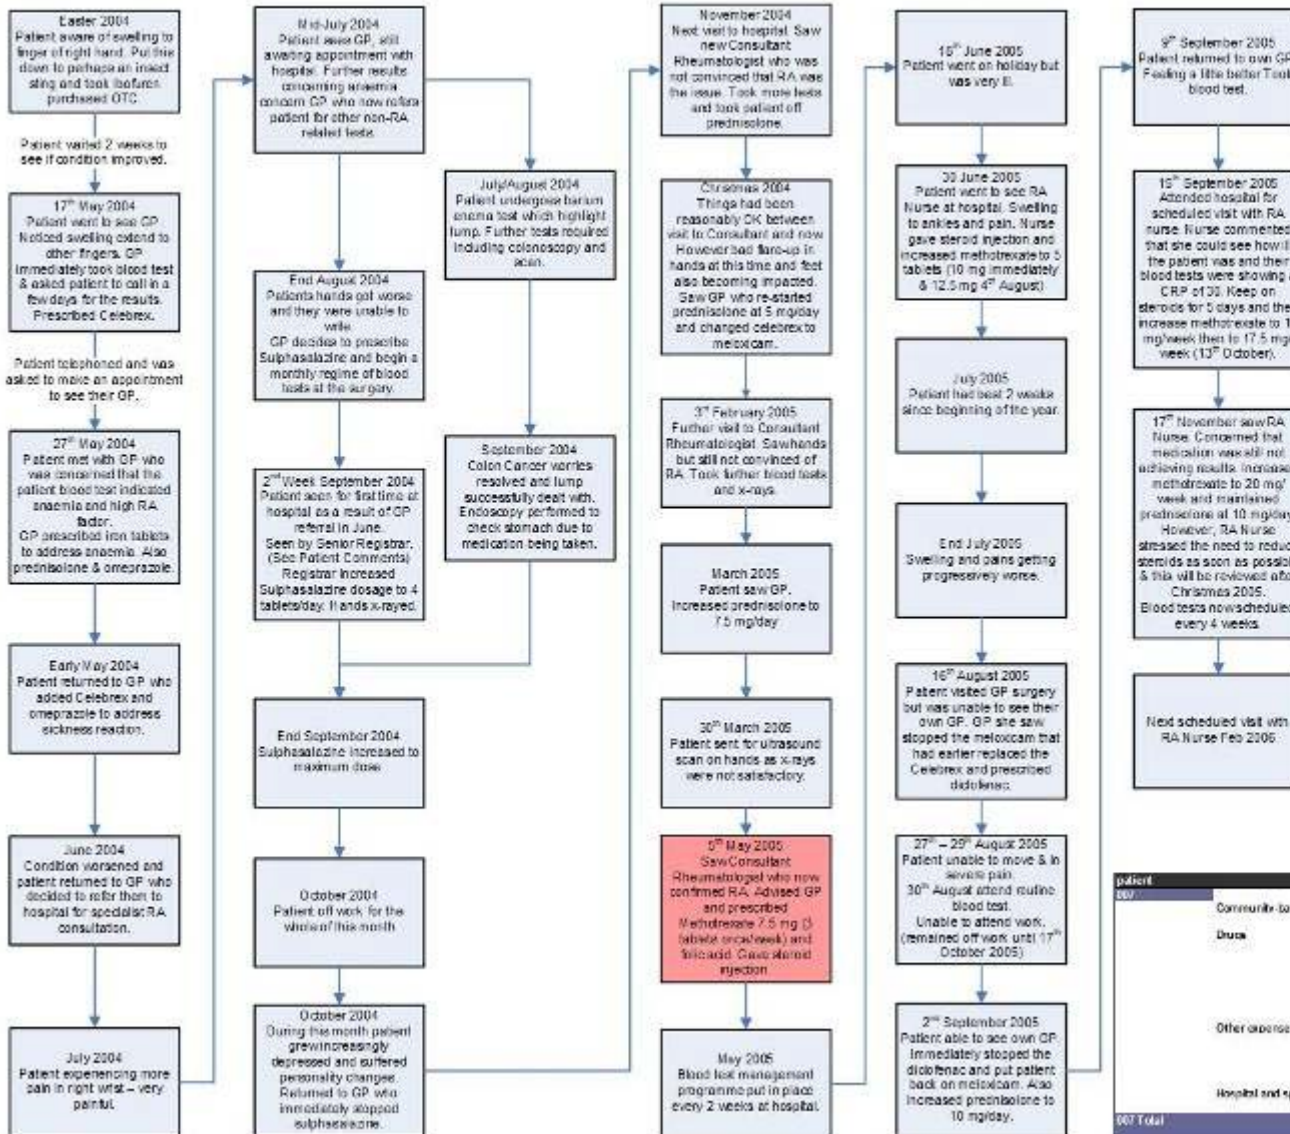 Easter 2004
Patient aware of swelling to
finger of right hand. Put this
down to perhaps an insect
sting and took ibofuren
purchased OTC
Patient waited 2 weeks to
see if condition improved.
17th May 2004
Patient went to see GP
Noticed swelling extend to
other fingers. GP
immediately took blood test
& asked patient to call in a
few days for the results.
Prescribed Celebrex.
Patient telephoned and was
asked to make an appointment
to see their GP.
27th May 2004
Patient met with GP who
was concerned that the
patient blood test indicated
anaemia and high RA
factor.
GP prescribed iron tablets
to address anaemia. Also
prednisolone & omeprazole.
Early May 2004
Patient returned to GP who
added Celebrex and
omeprazole to address
sickness reaction.
June 2004
Condition worsened and
patient returned to GP who
decided to refer them to
hospital for specialist RA
consultation.
July 2004
Patient experiencing more
pain in right wrist – very
painful.
Mid-July 2004
Patient sees GP, still
awaiting appointment with
hospital. Further results
concerning anaemia
concern GP who now refers
patient for other non-RA
related tests.
July/August 2004
Patient undergoes barium
enema test which highlight
lump. Further tests required
including colonoscopy and
scan.
End August 2004
Patients hands got worse
and they were unable to
write.
GP decides to prescribe
Sulphasalazine and begin a
monthly regime of blood
tests at the surgery.
September 2004
Colon Cancer worries
resolved and lump
successfully dealt with.
Endoscopy performed to
check stomach due to
medication being taken.
2nd Week September 2004
Patient seen for first time at
hospital as a result of GP
referral in June.
Seen by Senior Registrar.
(See Patient Comments)
Registrar increased
Sulphasalazine dosage to 4
tablets/day. Hands x-rayed.
End September 2004
Sulphasalazine increased to
maximum dose
October 2004
Patient off work for the
whole of this month
October 2004
During this month patient
grew increasingly
depressed and suffered
personality changes.
Returned to GP who
immediately stopped
sulphasalazine.
November 2004
Next visit to hospital. Saw
new Consultant
Rheumatologist who was
not convinced that RA was
the issue. Took more tests
and took patient off
prednisolone.
Christmas 2004
Things had been
reasonably OK between
visit to Consultant and now
However bad flare-up in
hands at this time and feet
also becoming impacted.
Saw GP who re-started
prednisolone at 5 mg/day
and changed celebrex to
meloxicam.
3rd February 2005
Further visit to Consultant
Rheumatologist. Saw hands
but still not convinced of
RA. Took further blood tests
and x-rays.
March 2005
Patient saw GP.
Increased prednisolone to
7.5 mg/day
30th March 2005
Patient sent for ultrasound
scan on hands as x-rays
were not satisfactory.
5th May 2005
Saw Consultant
Rheumatologist who now
confirmed RA. Advised GP
and prescribed
Methotrexate 7.5 mg (3
tablets once/week) and
folic acid. Gave steroid
injection
May 2005
Blood test management
programme put in place
every 2 weeks at hospital.
June 2005
Patient went on holiday but
was very ill.
30 June 2005
Patient went to see RA
Nurse at hospital. Swelling
to ankles and pain. Nurse
gave steroid injection and
increased methotrexate to 5
tablets (10 mg immediately
& 12.5 mg 4th August)
July 2005
Patient had best 2 weeks
since beginning of the year.
End July 2005
Swelling and pains getting
progressively worse.
16th August 2005
Patient visited GP surgery
but was unable to see their
own GP. GP she saw
stopped the meloxicam that
had earlier replaced the
Celebrex and prescribed
diclofenac.
27th – 29th August 2005
Patient unable to move & in
severe pain.
30th August attend routine
blood test.
Unable to attend work.
(remained off work until 17th
October 2005)
2nd September 2005
Patient able to see own GP
Immediately stopped the
diclofenac and put patient
back on meloxicam. Also
increased prednisolone to
10 mg/day.
9th September 2005
Patient returned to own GP
Feeling a little better Took
blood test.
15th September 2005
Attended hospital for
scheduled visit with RA
nurse. Nurse commented
that she could see how ill
the patient was and their
blood tests were showing
CRP of 30. Keep on
steroids for 5 days and the
increase methotrexate to
mg/week then to 17.5 mg
week (13th October).
17th November saw RA
Nurse. Concerned that
medication was still not
achieving results. Increase
methotrexate to 20 mg/
week and maintained
prednisolone at 10 mg/day
However, RA Nurse
stressed the need to reduc
steroids as soon as possibl
& this will be reviewed afte
Christmas 2005.
Blood tests now scheduled
every 4 weeks.
Next scheduled visit with
RA Nurse Feb 2006
patient
007
Community-ba
Drugs
Other expense
Hospital and s
007 Total